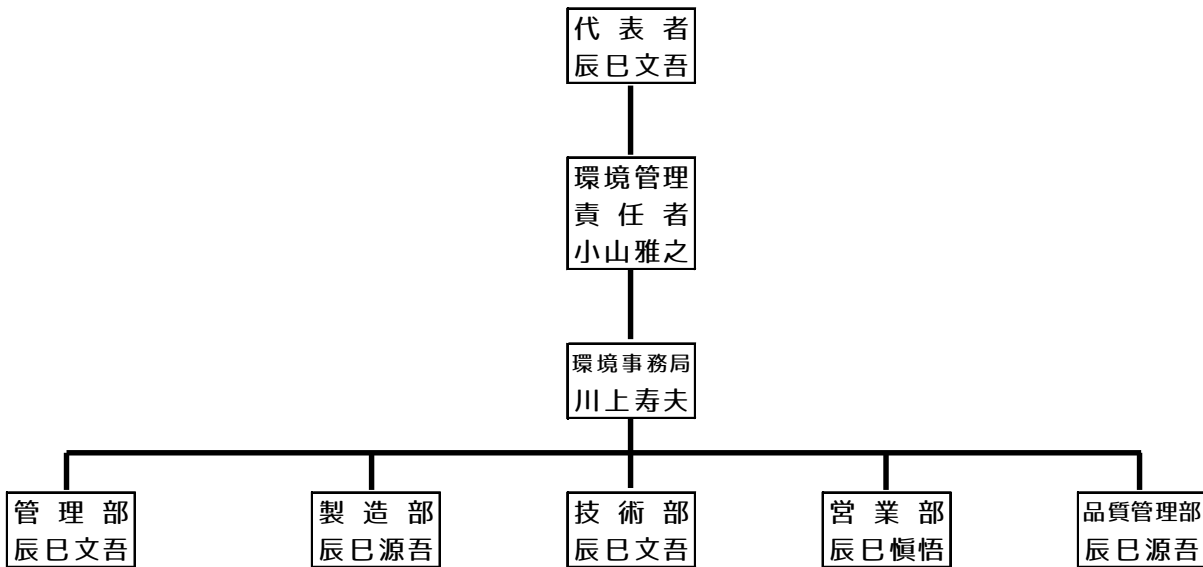 代表者
辰巳文吾
環境管理
責任者
小山雅之
環境事務局
川上寿夫
管理部
辰巳文吾
製造部
辰巳源吾
技術部
辰巳文吾
営業部
辰巳愼悟
品質管理部
辰巳源吾